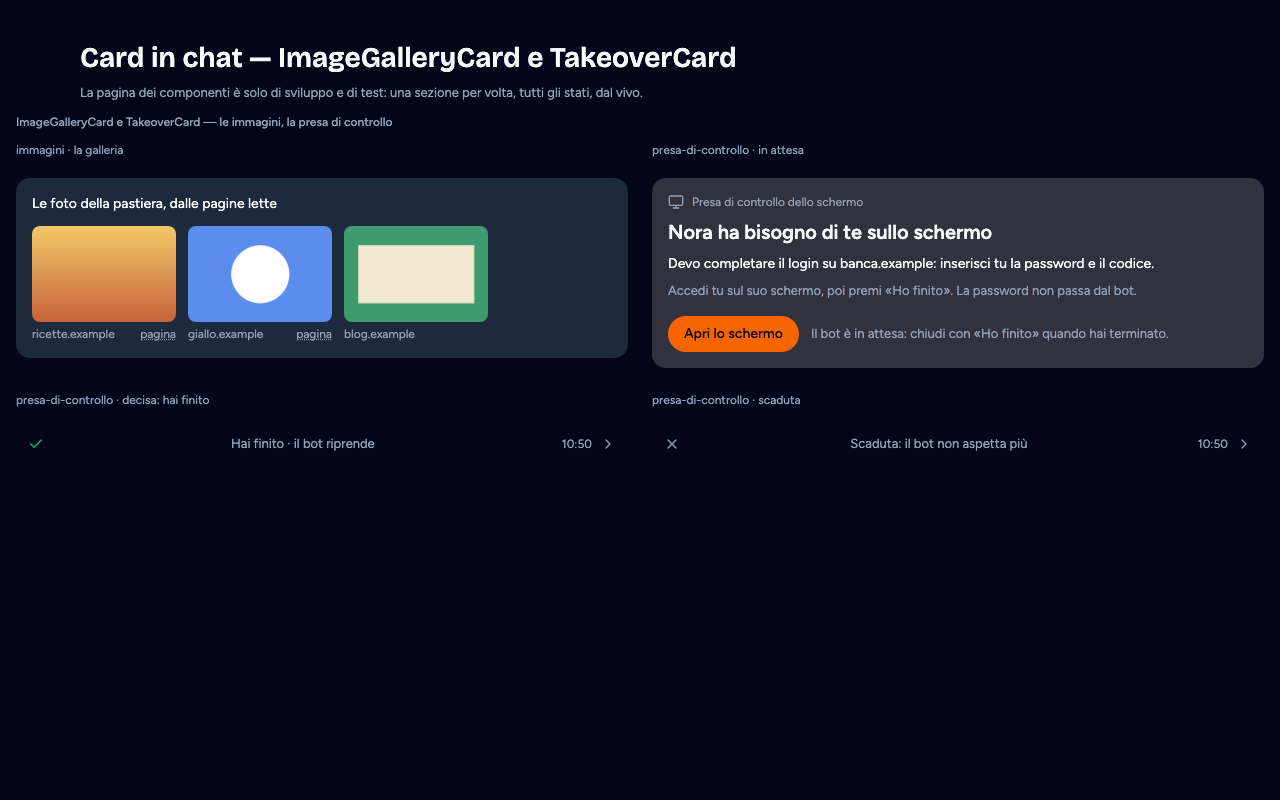 Card in chat — ImageGalleryCard e TakeoverCard
La pagina dei componenti è solo di sviluppo e di test: una sezione per volta, tutti gli stati, dal vivo.
ImageGalleryCard e TakeoverCard — le immagini, la presa di controllo
immagini · la galleria
Le foto della pastiera, dalle pagine lette
ricette.example pagina giallo.example pagina blog.example
presa-di-controllo · in attesa
Presa di controllo dello schermo
Nora ha bisogno di te sullo schermo
Devo completare il login su banca.example: inserisci tu la password e il codice.
Accedi tu sul suo schermo, poi premi «Ho finito». La password non passa dal bot.
Apri lo schermo Il bot è in attesa: chiudi con «Ho finito» quando hai terminato.
presa-di-controllo · decisa: hai finito
Hai finito · il bot riprende 10:50
presa-di-controllo · scaduta
Scaduta: il bot non aspetta più 10:50